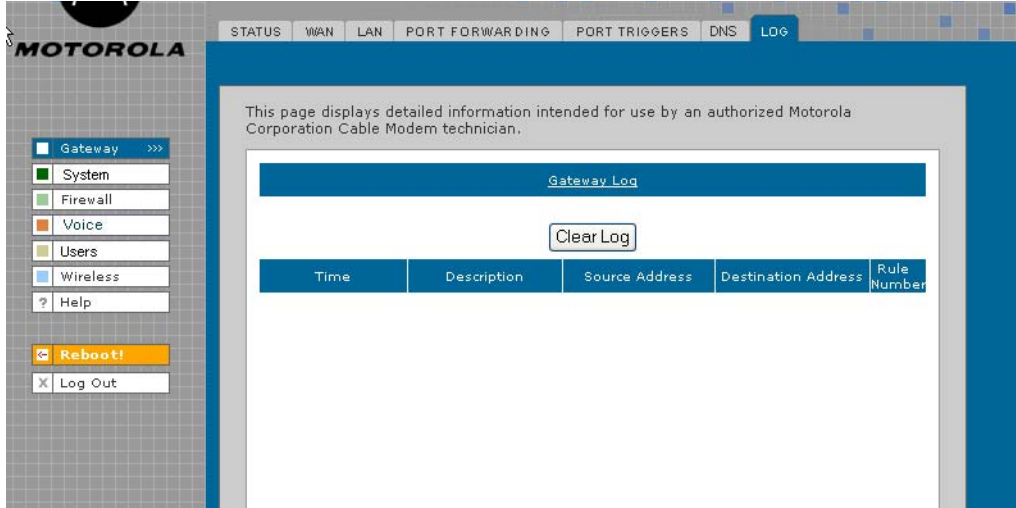 MOTOROLA
STATUS WAN LAN PORT FORWARDING PORT TRIGGERS DNS LOG
This page displays detailed information intended for use by an authorized Motorola
Corporation Cable Modem technician.
Gateway >>>
System
Firewall
Voice
Users
Wireless
? Help
Reboot!
X Log Out
Gateway Log
Clear Log
Time Description Source Address Destination Address Rule Number